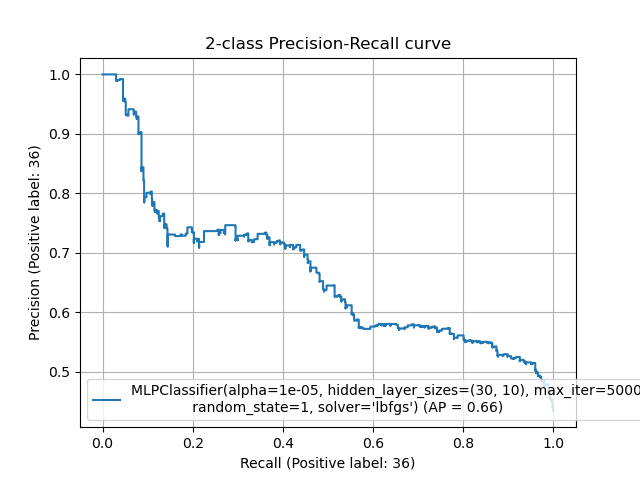 2-class Precision-Recall curve
1.0
0.9
0.8
0.7
0.6
0.5
Precision (Positive label: 36)
MLPClassifier(alpha=1e-05, hidden_layer_sizes=(30, 10), max_iter=5000
random_state=1, solver='lbfgs') (AP = 0.66)
0.0 0.2 0.4 0.6 0.8 1.0
Recall (Positive label: 36)